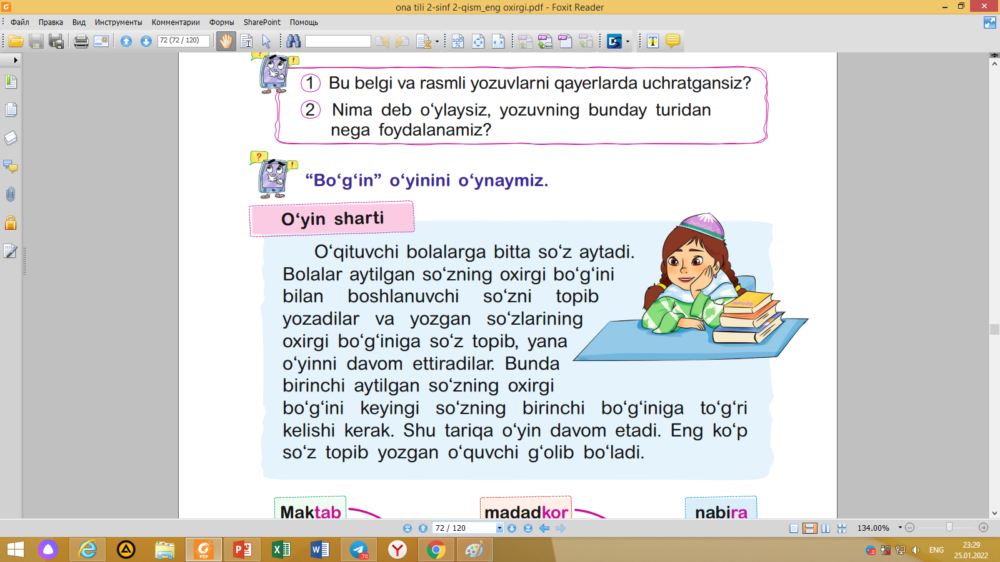 ona tili 2-sinf 2-qism_eng oxirgi.pdf - Foxit Reader
Файл Правка Вид Инструменты Комментарии Формы SharePoint Помощь
72 (72 / 120)
1 Bu belgi va rasmli yozuvlarni qayerlarda uchratgansiz?
2 Nima deb o‘ylaysiz, yozuvning bunday turidan
nega foydalanamiz?
“Bo‘g‘in” o‘yinini o‘ynaymiz.
O‘yin sharti
O‘qituvchi bolalarga bitta so‘z aytadi.
Bolalar aytilgan so‘zning oxirgi bo‘g‘ini
bilan boshlanuvchi so‘zni topib
yozadilar va yozgan so‘zlarining
oxirgi bo‘g‘iniga so‘z topib, yana
o‘yinni davom ettiradilar. Bunda
birinchi aytilgan so‘zning oxirgi
bo‘g‘ini keyingi so‘zning birinchi bo‘g‘iniga to‘g‘ri
kelishi kerak. Shu tariqa o‘yin davom etadi. Eng ko‘p
so‘z topib yozgan o‘quvchi g‘olib bo‘ladi.
Maktab madadkor nabira
72 / 120
134.00%
ENG
23:29
25.01.2022